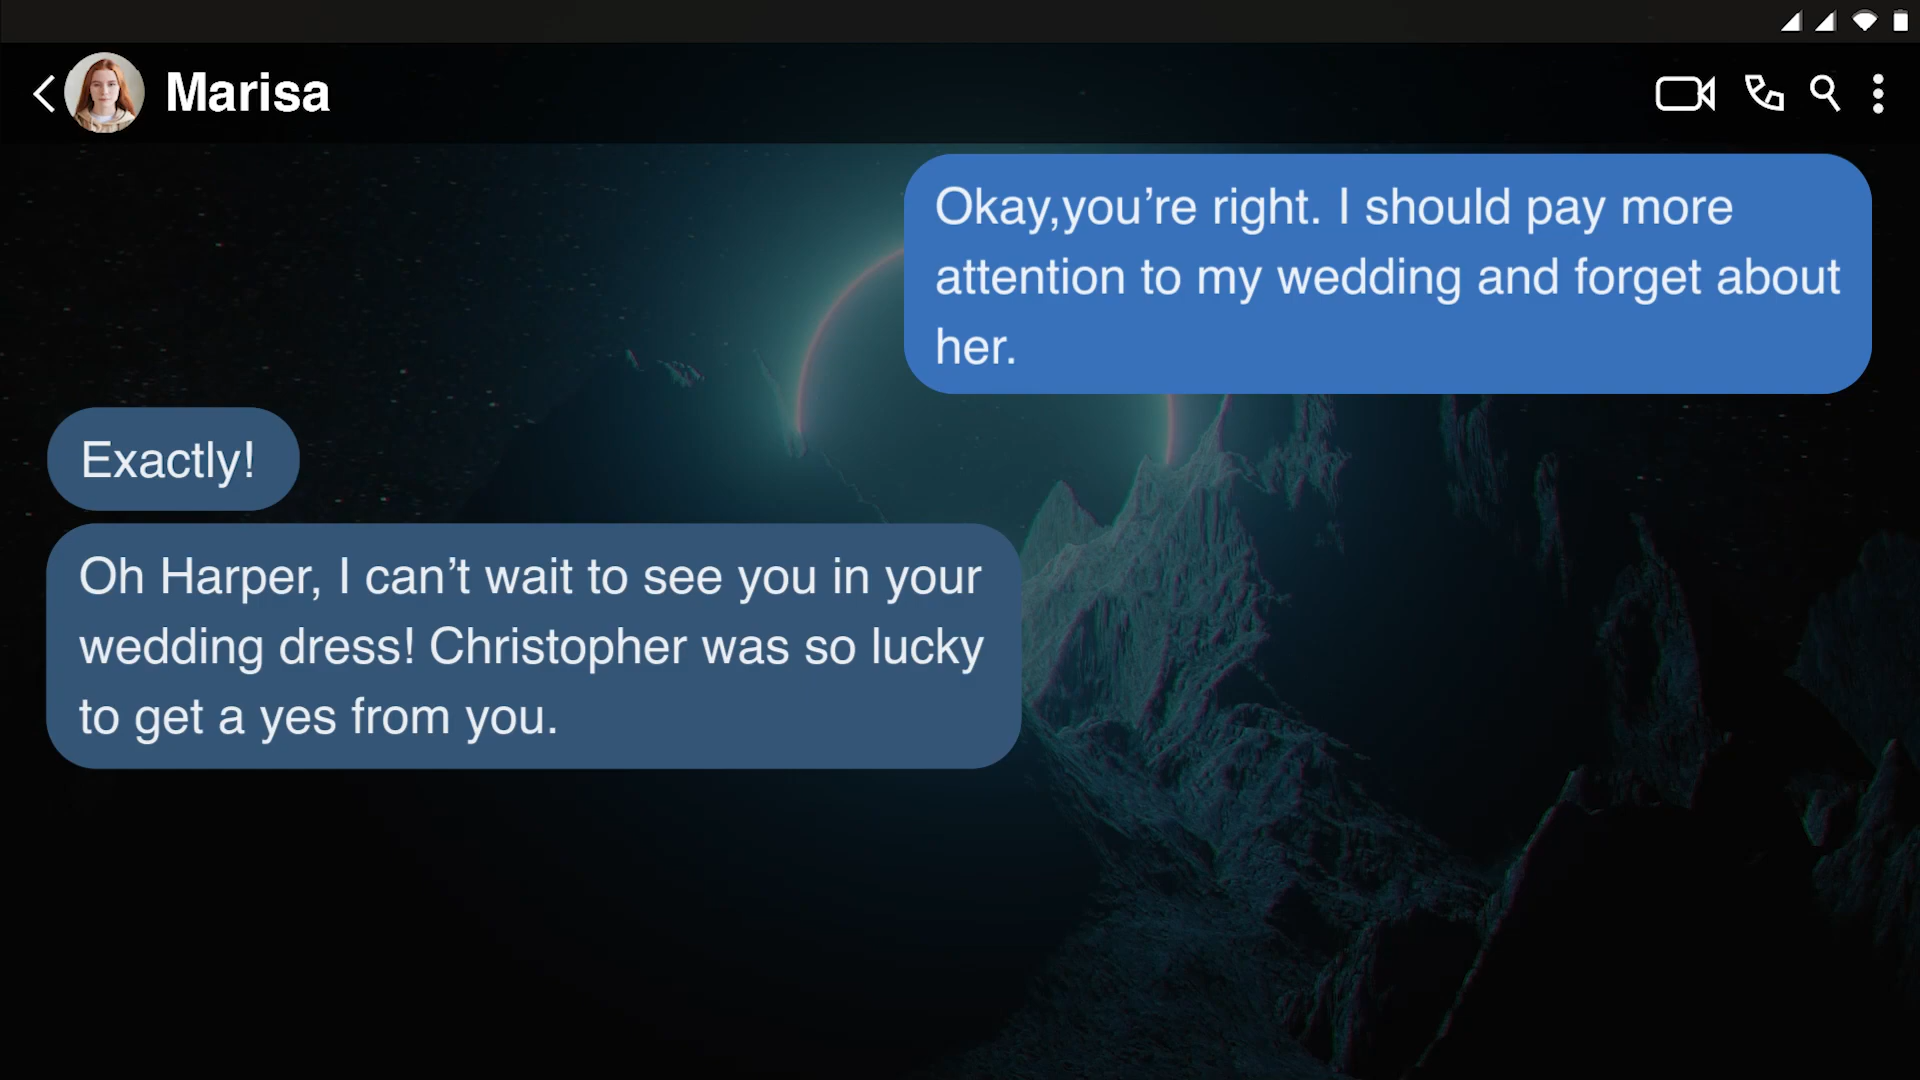 Marisa
Okay,you’re right. I should pay more
attention to my wedding and forget about
her.
Exactly!
Oh Harper, I can’t wait to see you in your
wedding dress! Christopher was so lucky
to get a yes from you.